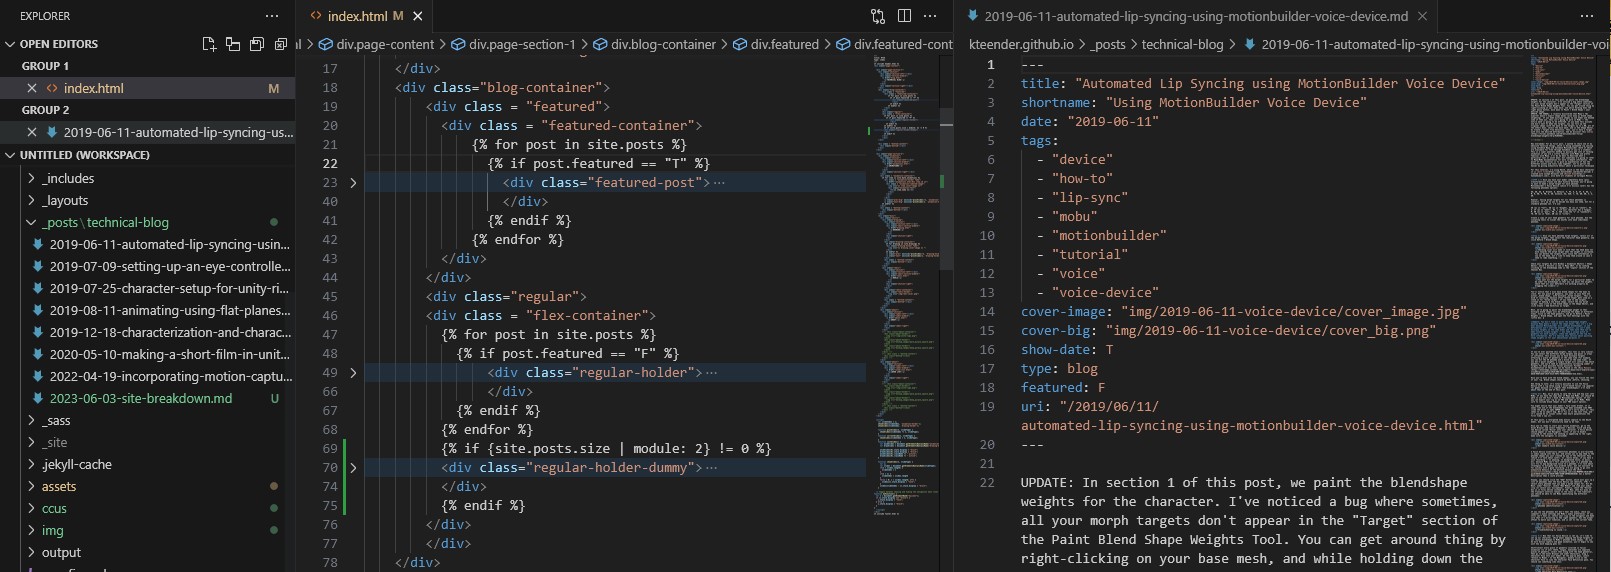 EXPLORER
OPEN EDITORS
GROUP 1
index.html M
GROUP 2
2019-06-11-automated-lip-syncing-us...
UNTITLED (WORKSPACE)
_includes
_layouts
_posts\technical-blog
2019-06-11-automated-lip-syncing-usin...
2019-07-09-setting-up-an-eye-controlle...
2019-07-25-character-setup-for-unity-ri...
2019-08-11-animating-using-flat-planes...
2019-12-18-characterization-and-charac...
2020-05-10-making-a-short-film-in-unit...
2022-04-19-incorporating-motion-captu...
2023-06-03-site-breakdown.md U
_sass
_site
.jekyll-cache
assets
ccus
img
output
index.html M
div.page-content > div.page-section-1 > div.blog-container > div.featured > div.featured-cont
17 </div>
18 <div class="blog-container">
19 <div class = "featured">
20 <div class = "featured-container">
21 {% for post in site.posts %}
22 {% if post.featured == "T" %}
23 <div class="featured-post">...
40 </div>
41 {% endif %}
42 {% endfor %}
43 </div>
44 </div>
45 <div class="regular">
46 <div class = "flex-container">
47 {% for post in site.posts %}
48 {% if post.featured == "F" %}
49 <div class="regular-holder">...
66 </div>
67 {% endif %}
68 {% endfor %}
69 {% if {site.posts.size | module: 2} != 0 %}
70 <div class="regular-holder-dummy">...
74 </div>
75 {% endif %}
76 </div>
77 </div>
78 </div>
2019-06-11-automated-lip-syncing-using-motionbuilder-voice-device.md
kteender.github.io > _posts > technical-blog > 2019-06-11-automated-lip-syncing-using-motionbuilder-voi
1 ---
2 title: "Automated Lip Syncing using MotionBuilder Voice Device"
3 shortname: "Using MotionBuilder Voice Device"
4 date: "2019-06-11"
5 tags:
6 - "device"
7 - "how-to"
8 - "lip-sync"
9 - "mobu"
10 - "motionbuilder"
11 - "tutorial"
12 - "voice"
13 - "voice-device"
14 cover-image: "img/2019-06-11-voice-device/cover_image.jpg"
15 cover-big: "img/2019-06-11-voice-device/cover_big.png"
16 show-date: T
17 type: blog
18 featured: F
19 uri: "/2019/06/11/
automated-lip-syncing-using-motionbuilder-voice-device.html"
20 ---
21
22 UPDATE: In section 1 of this post, we paint the blendshape
weights for the character. I've noticed a bug where sometimes,
all your morph targets don't appear in the "Target" section of
the Paint Blend Shape Weights Tool. You can get around thing by
right-clicking on your base mesh, and while holding down the